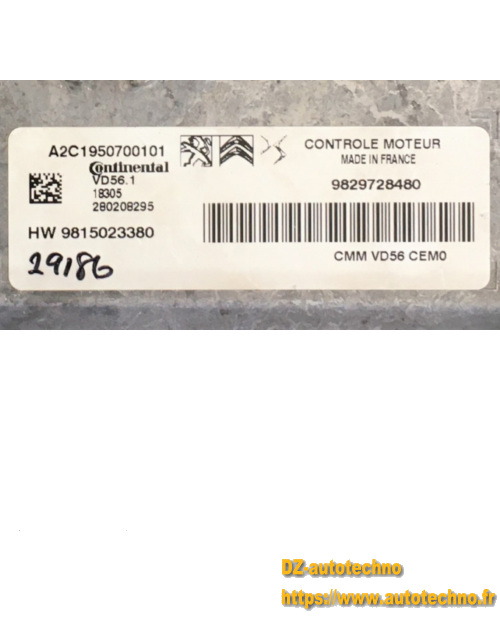 A2C1950700101
Continental
VD56.1
18305
280208295
HW 9815023380
29186
CONTROLE MOTEUR
MADE IN FRANCE
9829728480
CMM VD56 CEM0
DZ-autotechno
https://www.autotechno.fr